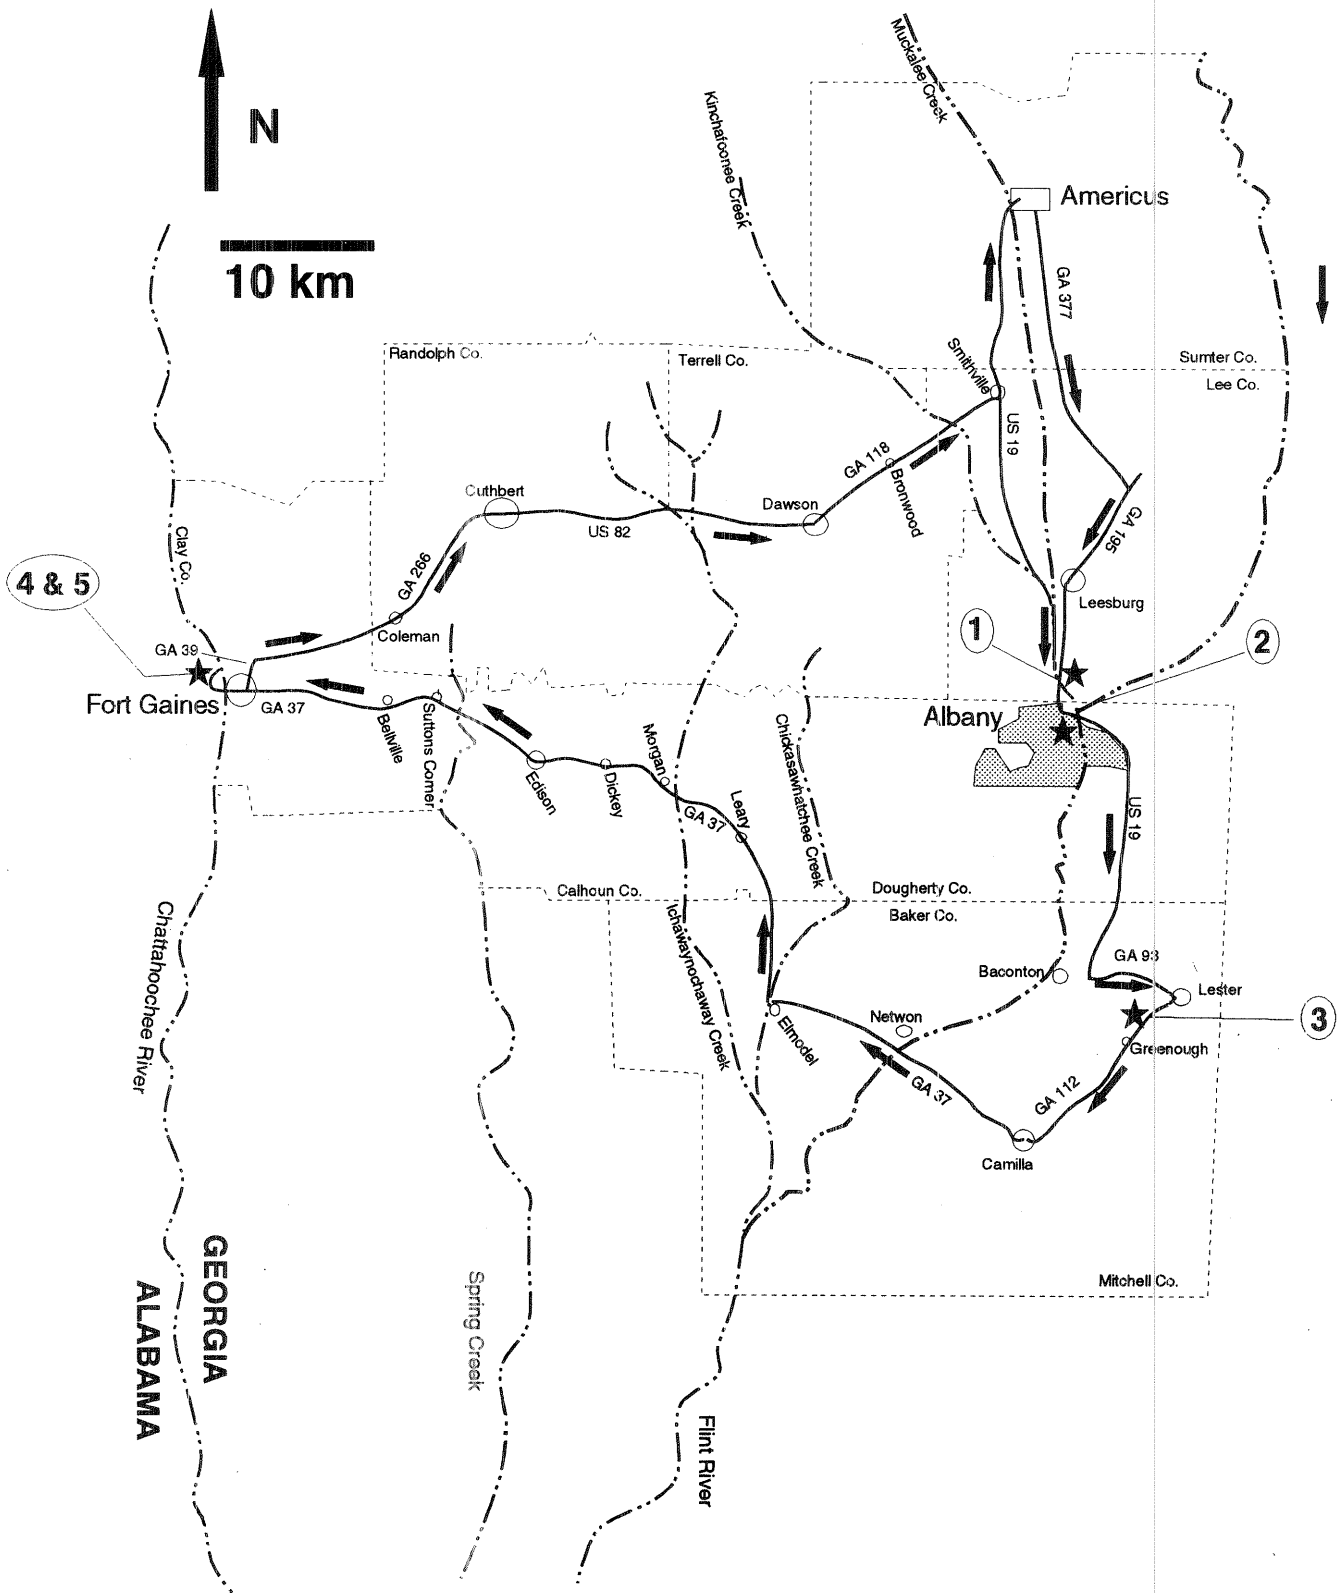 N
10 km
Muckalee Creek
Kinchafoonee Creek
Americus
GA 377
Randolph Co.
Terrell Co.
Smithville
Sumter Co.
Lee Co.
US 19
GA 118
Bronwood
Cuthbert
Dawson
US 82
GA 195
Clay Co.
4 & 5
GA 266
Coleman
Leesburg
1
2
GA 39
Fort Gaines
GA 37
Bellville
Suttons Corner
Edison
Dickey
Morgan
GA 37
Leary
Chickasawhatchee Creek
Albany
US 19
Calhoun Co.
Dougherty Co.
Baker Co.
Chattahoochee River
Ichawaynochaway Creek
Baconton
GA 93
Lester
Elmodel
Netwon
3
Greenough
GA 37
GA 112
Camilla
Mitchell Co.
GEORGIA
ALABAMA
Spring Creek
Flint River